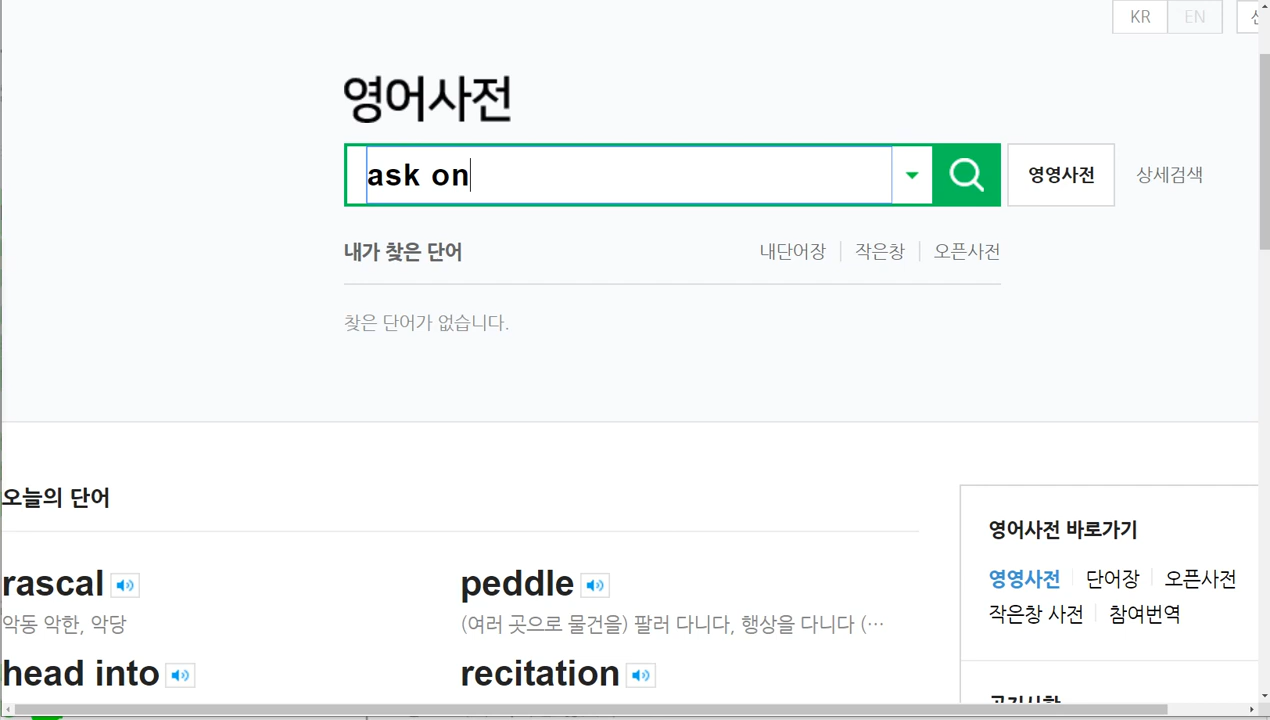 KR EN
영어사전
ask on
영영사전 상세검색
내가 찾은 단어 내단어장 작은창 오픈사전
찾은 단어가 없습니다.
오늘의 단어
영어사전 바로가기
rascal peddle
영영사전 단어장 오픈사전
악동 악한, 악당 (여러 곳으로 물건을) 팔러 다니다, 행상을 다니다 (…
작은창 사전 참여번역
head into recitation